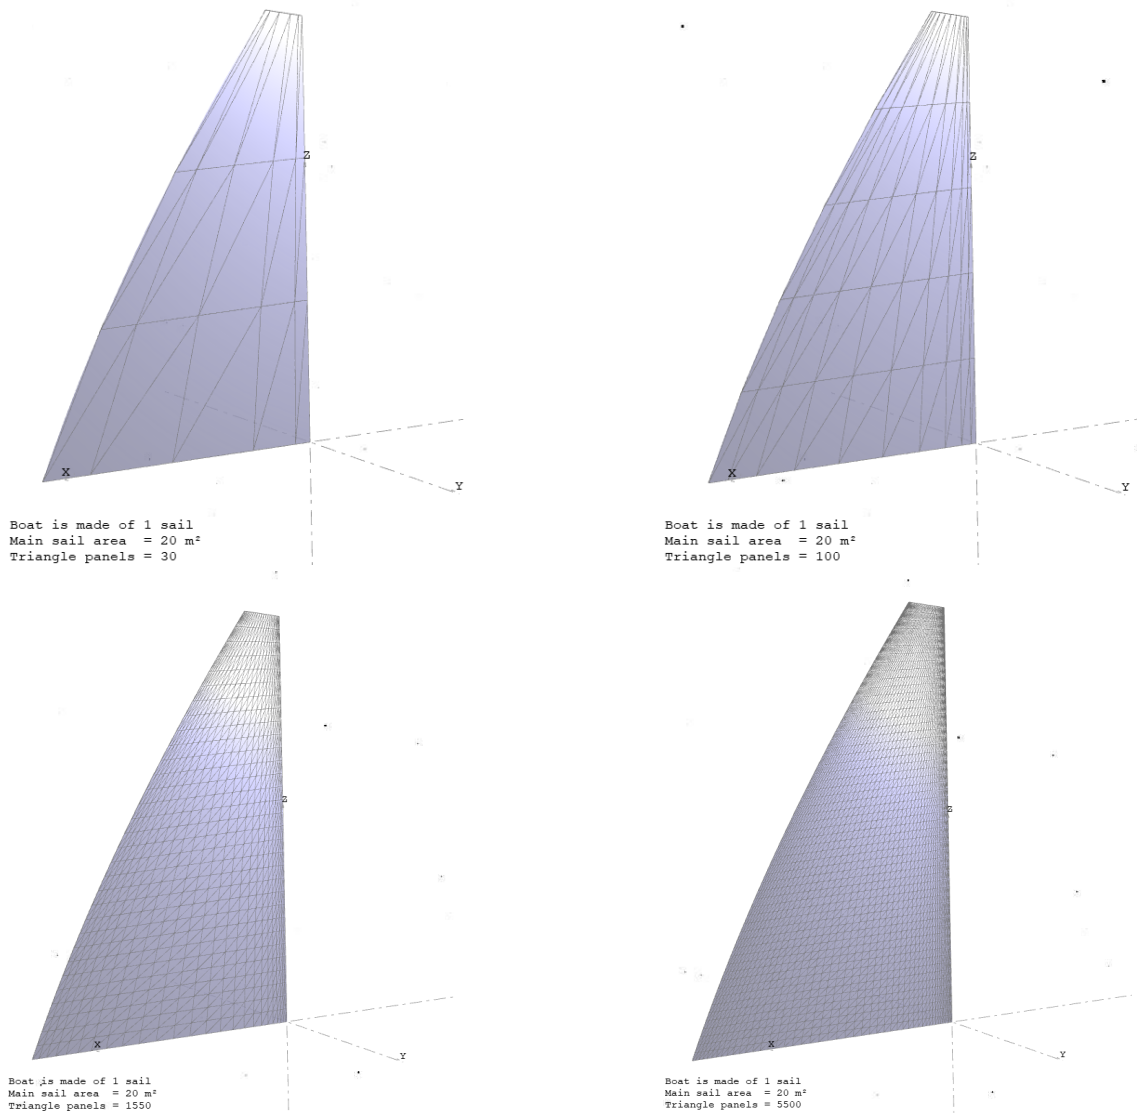 Z
X
Y
Boat is made of 1 sail
Main sail area  = 20 m²
Triangle panels = 30
Z
X
Y
Boat is made of 1 sail
Main sail area  = 20 m²
Triangle panels = 100
Z
X
Y
Boat is made of 1 sail
Main sail area  = 20 m²
Triangle panels = 1550
Z
X
Y
Boat is made of 1 sail
Main sail area  = 20 m²
Triangle panels = 5500